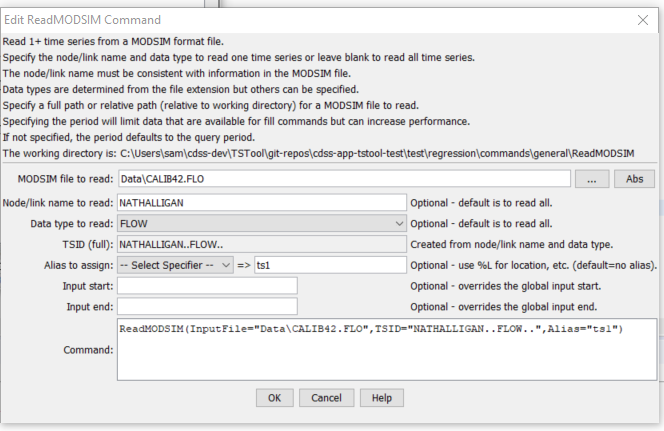 Edit ReadMODSIM Command
Read 1+ time series from a MODSIM format file.
Specify the node/link name and data type to read one time series or leave blank to read all time series.
The node/link name must be consistent with information in the MODSIM file.
Data types are determined from the file extension but others can be specified.
Specify a full path or relative path (relative to working directory) for a MODSIM file to read.
Specifying the period will limit data that are available for fill commands but can increase performance.
If not specified, the period defaults to the query period.
The working directory is: C:\Users\sam\cdss-dev\TSTool\git-repos\cdss-app-tstool-test\test\regression\commands\general\ReadMODSIM
MODSIM file to read: Data\CALIB42.FLO ... Abs
Node/link name to read: NATHALLIGAN Optional - default is to read all.
Data type to read: FLOW Optional - default is to read all.
TSID (full): NATHALLIGAN..FLOW.. Created from node/link name and data type.
Alias to assign: -- Select Specifier -- => ts1 Optional - use %L for location, etc. (default=no alias).
Input start: Optional - overrides the global input start.
Input end: Optional - overrides the global input end.
Command: ReadMODSIM(InputFile="Data\CALIB42.FLO",TSID="NATHALLIGAN..FLOW..",Alias="ts1")
OK Cancel Help